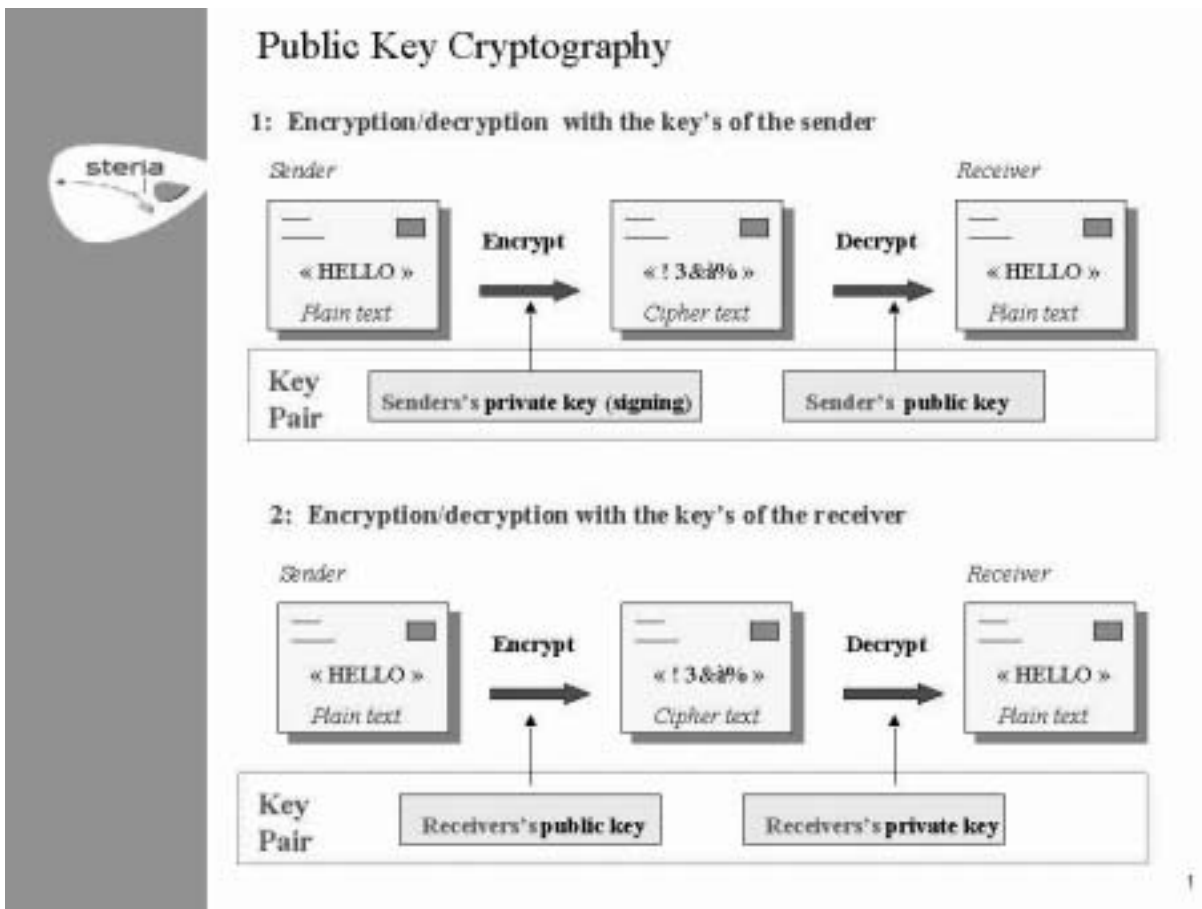 Public Key Cryptography
1: Encryption/decryption with the key's of the sender
steria
Sender
Receiver
Encrypt
Decrypt
« HELLO »
« ! 3&à% »
« HELLO »
Plain text
Cipher text
Plain text
Key
Pair
Senders's private key (signing)
Sender's public key
2: Encryption/decryption with the key's of the receiver
Sender
Receiver
Encrypt
Decrypt
« HELLO »
« ! 3&à% »
« HELLO »
Plain text
Cipher text
Plain text
Key
Pair
Receivers's public key
Receivers's private key
1